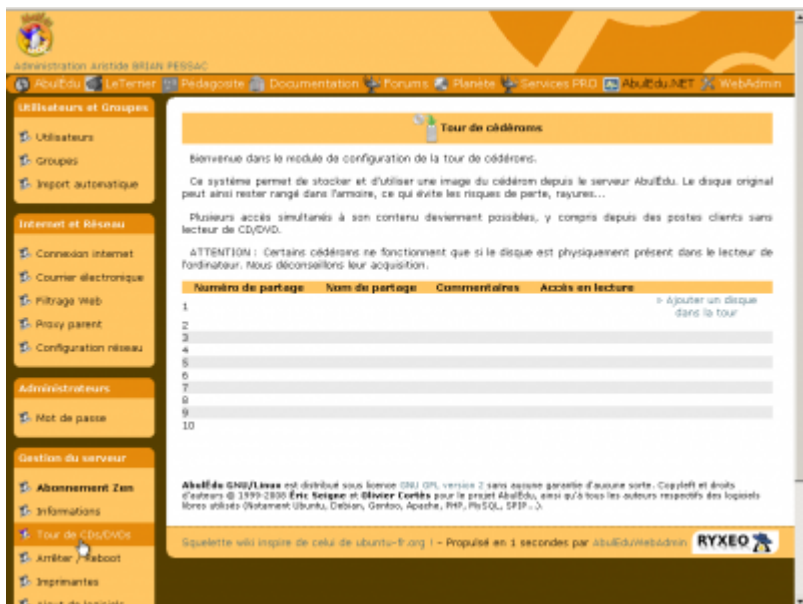 Administration Aristide BRIAN PESSAC
AbulÉdu LeTerrier Pédagosite Documentation Forums Planète Services PRO AbulEdu.NET WebAdmin
Utilisateurs et Groupes
Utilisateurs
Groupes
Import automatique
Internet et Réseau
Connexion internet
Courrier électronique
Filtrage Web
Proxy parent
Configuration réseau
Administrateurs
Mot de passe
Gestion du serveur
Abonnement Zen
Informations
Tour de CDs/DVDs
Arrêter / Reboot
Imprimantes
Ajout de logiciels
Tour de cédéroms
Bienvenue dans le module de configuration de la tour de cédéroms.
Ce système permet de stocker et d'utiliser une image du cédérom depuis le serveur AbulÉdu. Le disque original
peut ainsi rester rangé dans l'armoire, ce qui évite les risques de perte, rayures...
Plusieurs accès simultanés à son contenu deviennent possibles, y compris depuis des postes clients sans
lecteur de CD/DVD.
ATTENTION : Certains cédéroms ne fonctionnent que si le disque est physiquement présent dans le lecteur de
l'ordinateur. Nous déconseillons leur acquisition.
Numéro de partage Nom de partage Commentaires Accès en lecture
1 » Ajouter un disque
dans la tour
2
3
4
5
6
7
8
9
10
AbulÉdu GNU/Linux est distribué sous licence GNU GPL version 2 sans aucune garantie d'aucune sorte. Copyleft et droits
d'auteurs @ 1999-2008 Éric Seigne et Olivier Cortès pour le projet AbulÉdu, ainsi qu'à tous les auteurs respectifs des logiciels
libres utilisés (Notament Ubuntu, Debian, Gentoo, Apache, PHP, MySQL, SPIP...).
Squelette wiki inspire de celui de ubuntu-fr.org ! - Propulsé en 1 secondes par AbulEduWebAdmin RYXEO